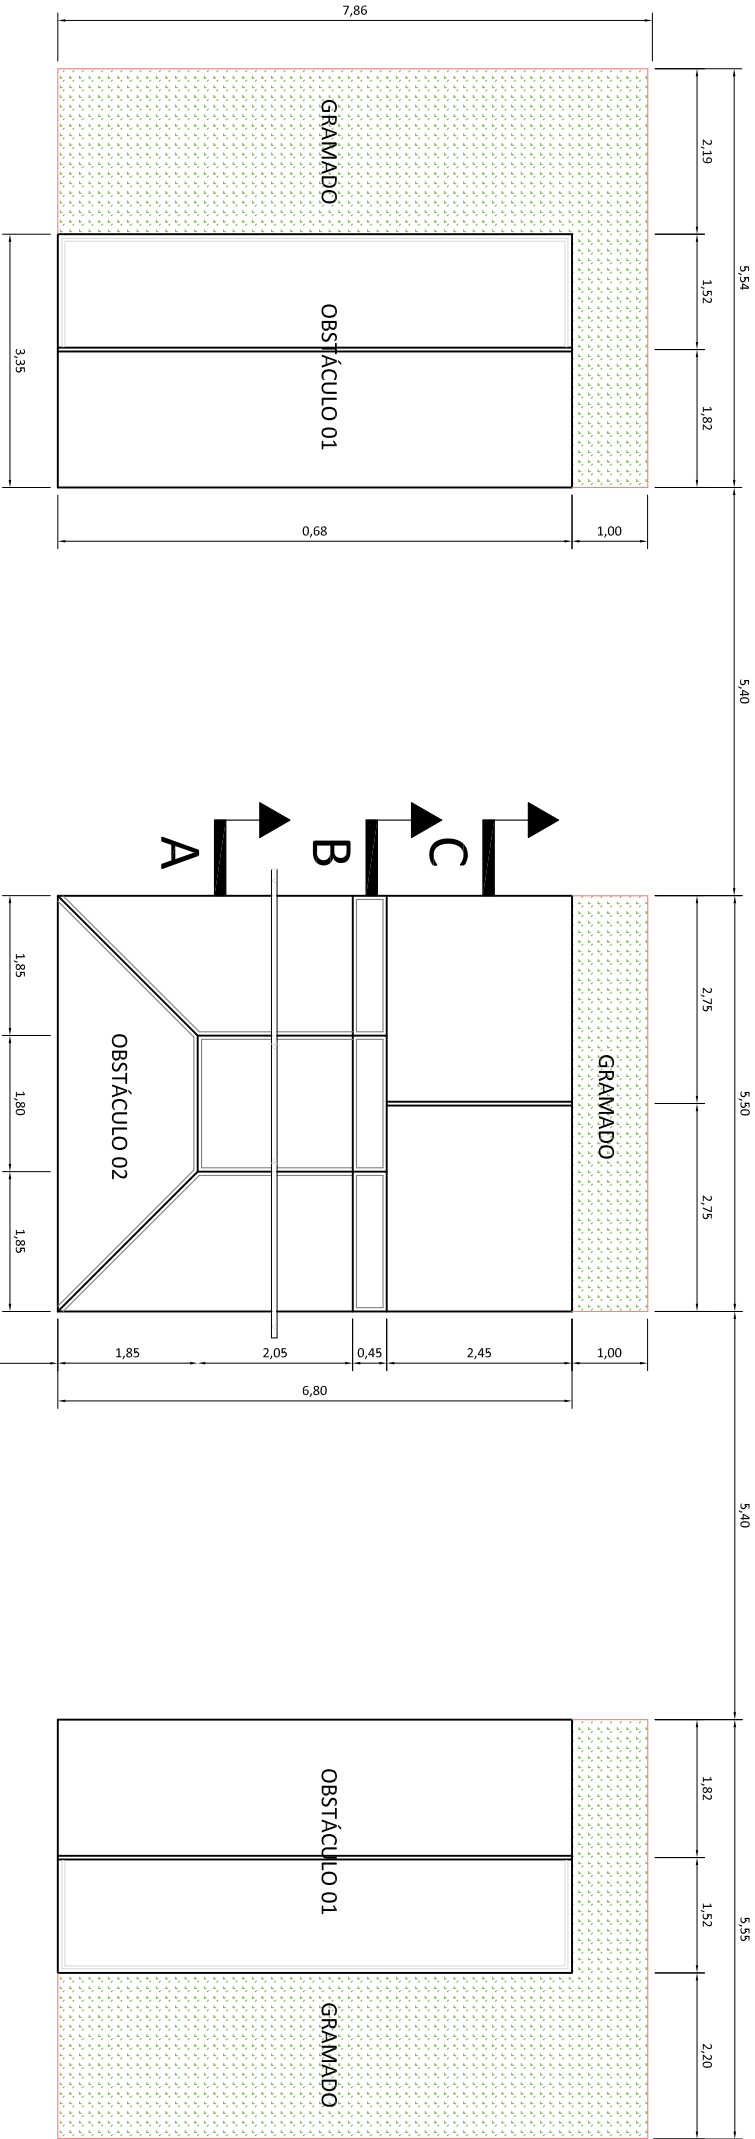 7,86
GRAMADO
2,19
5,54
1,52
OBSTÁCULO 01
3,35
1,82
0,68
1,00
5,40
A
B
C
1,85
2,75
OBSTÁCULO 02
GRAMADO
1,80
5,50
1,85
2,75
1,85
2,05
0,45
2,45
1,00
6,80
5,40
OBSTÁCULO 01
1,82
1,52
5,55
GRAMADO
2,20